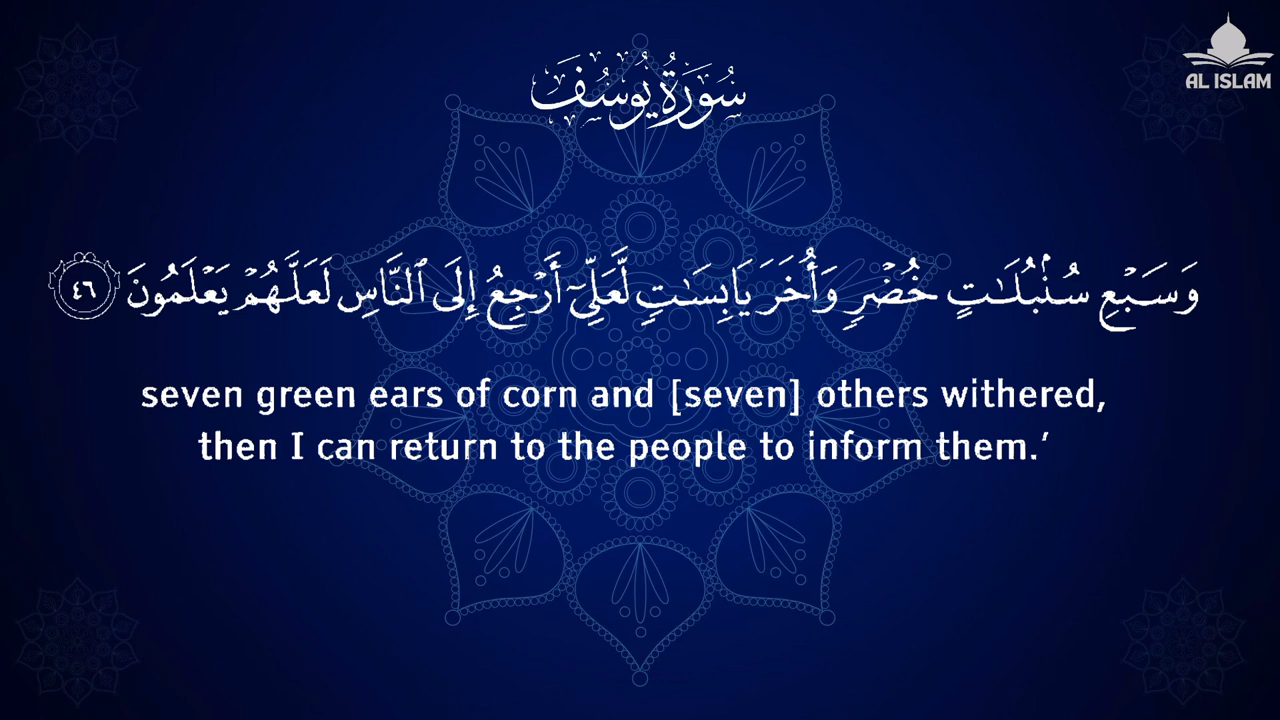 سُورَةُ يُوسُفَ
AL ISLAM
وَسَبْعِ سُنۢبُلَـٰتٍ خُضْرٍ وَأُخَرَ يَابِسَـٰتٍ لَّعَلِّىٓ أَرْجِعُ إِلَى ٱلنَّاسِ لَعَلَّهُمْ يَعْلَمُونَ ٤٦
seven green ears of corn and [seven] others withered,
then I can return to the people to inform them.’